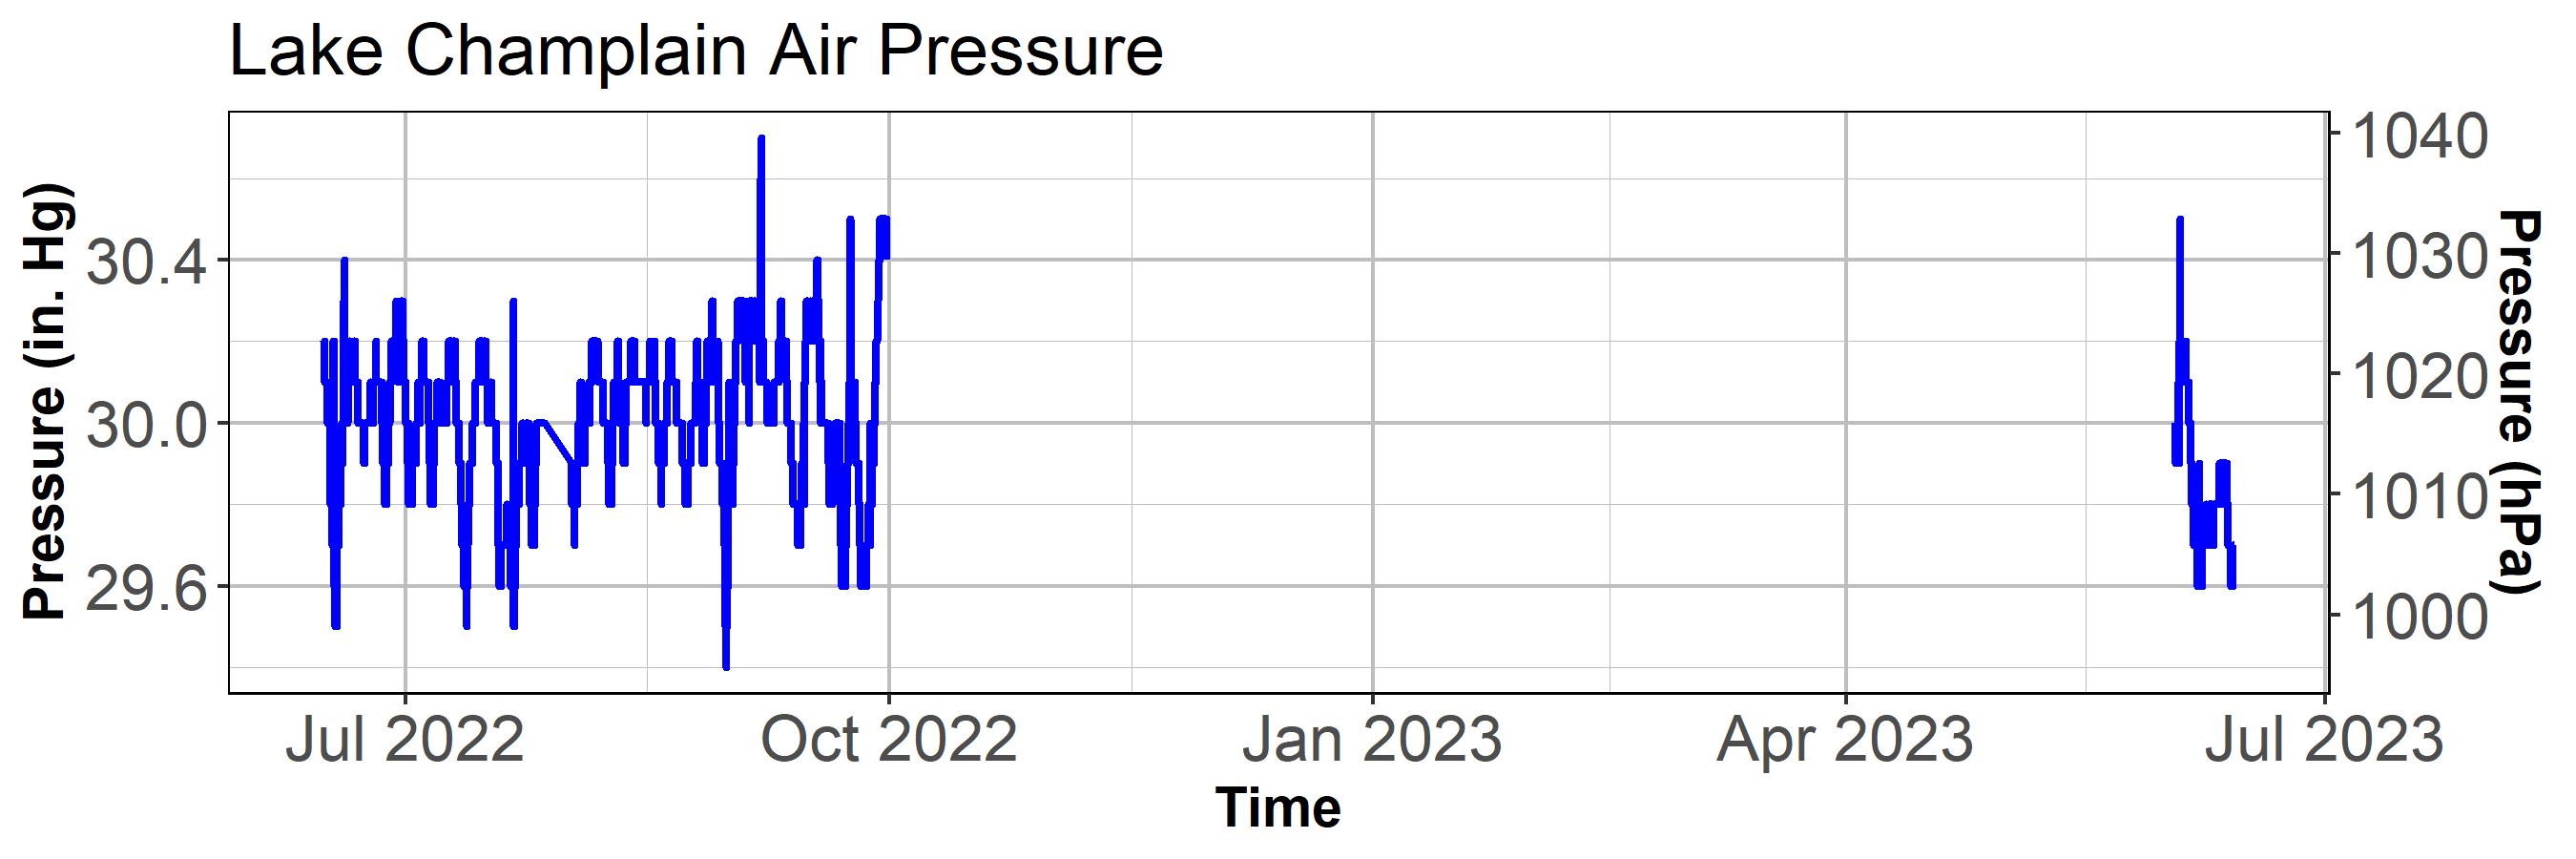 Lake Champlain Air Pressure
Pressure (in. Hg)
30.4
30.0
29.6
1040
1030
1020
1010
1000
Pressure (hPa)
Jul 2022 Oct 2022 Jan 2023 Apr 2023 Jul 2023
Time